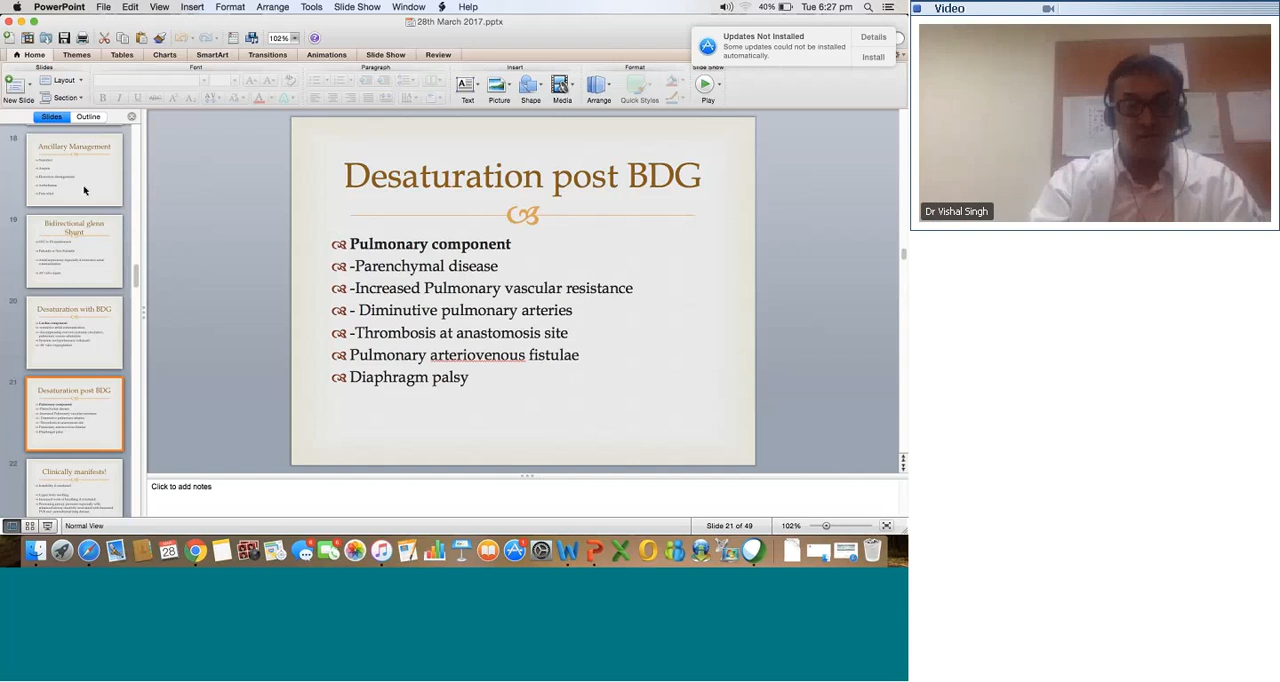 PowerPoint File Edit View Insert Format Arrange Tools Slide Show Window Help
40% Tue 6:27 pm
28th March 2017.pptx
102%
Home Themes Tables Charts SmartArt Transitions Animations Slide Show Review
Slides Font Paragraph Insert Format Slide Show
Layout
Section
New Slide Text Picture Shape Media Arrange Quick Styles Play
Updates Not Installed
Some updates could not be installed automatically.
Details
Install
Slides Outline
18
Ancillary Management
19
Bidirectional glenn Shunt
20
Desaturation with BDG
21
Desaturation post BDG
22
Clinically manifests!
Desaturation post BDG
Pulmonary component
-Parenchymal disease
-Increased Pulmonary vascular resistance
- Diminutive pulmonary arteries
-Thrombosis at anastomosis site
Pulmonary arteriovenous fistulae
Diaphragm palsy
Click to add notes
Normal View Slide 21 of 49 102%
Video
Dr Vishal Singh